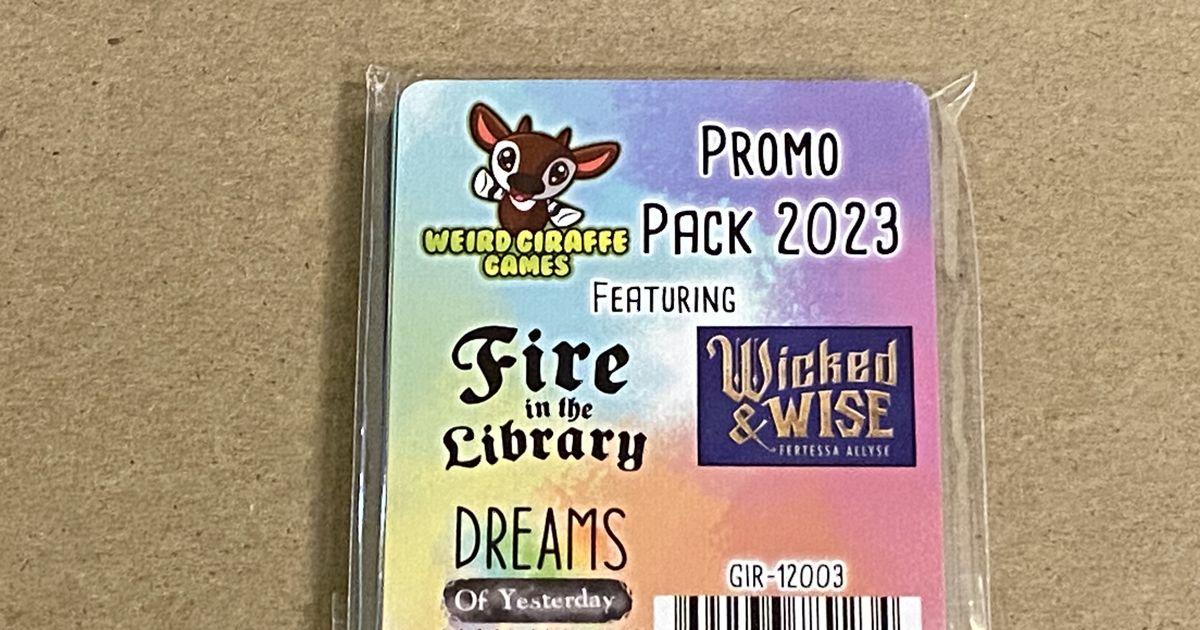 WEIRD GIRAFFE
GAMES
PROMO
PACK 2023
FEATURING
Fire
in the
Library
Wicked
& WISE
FERTESSA ALLYSE
DREAMS
Of Yesterday
GIR-12003